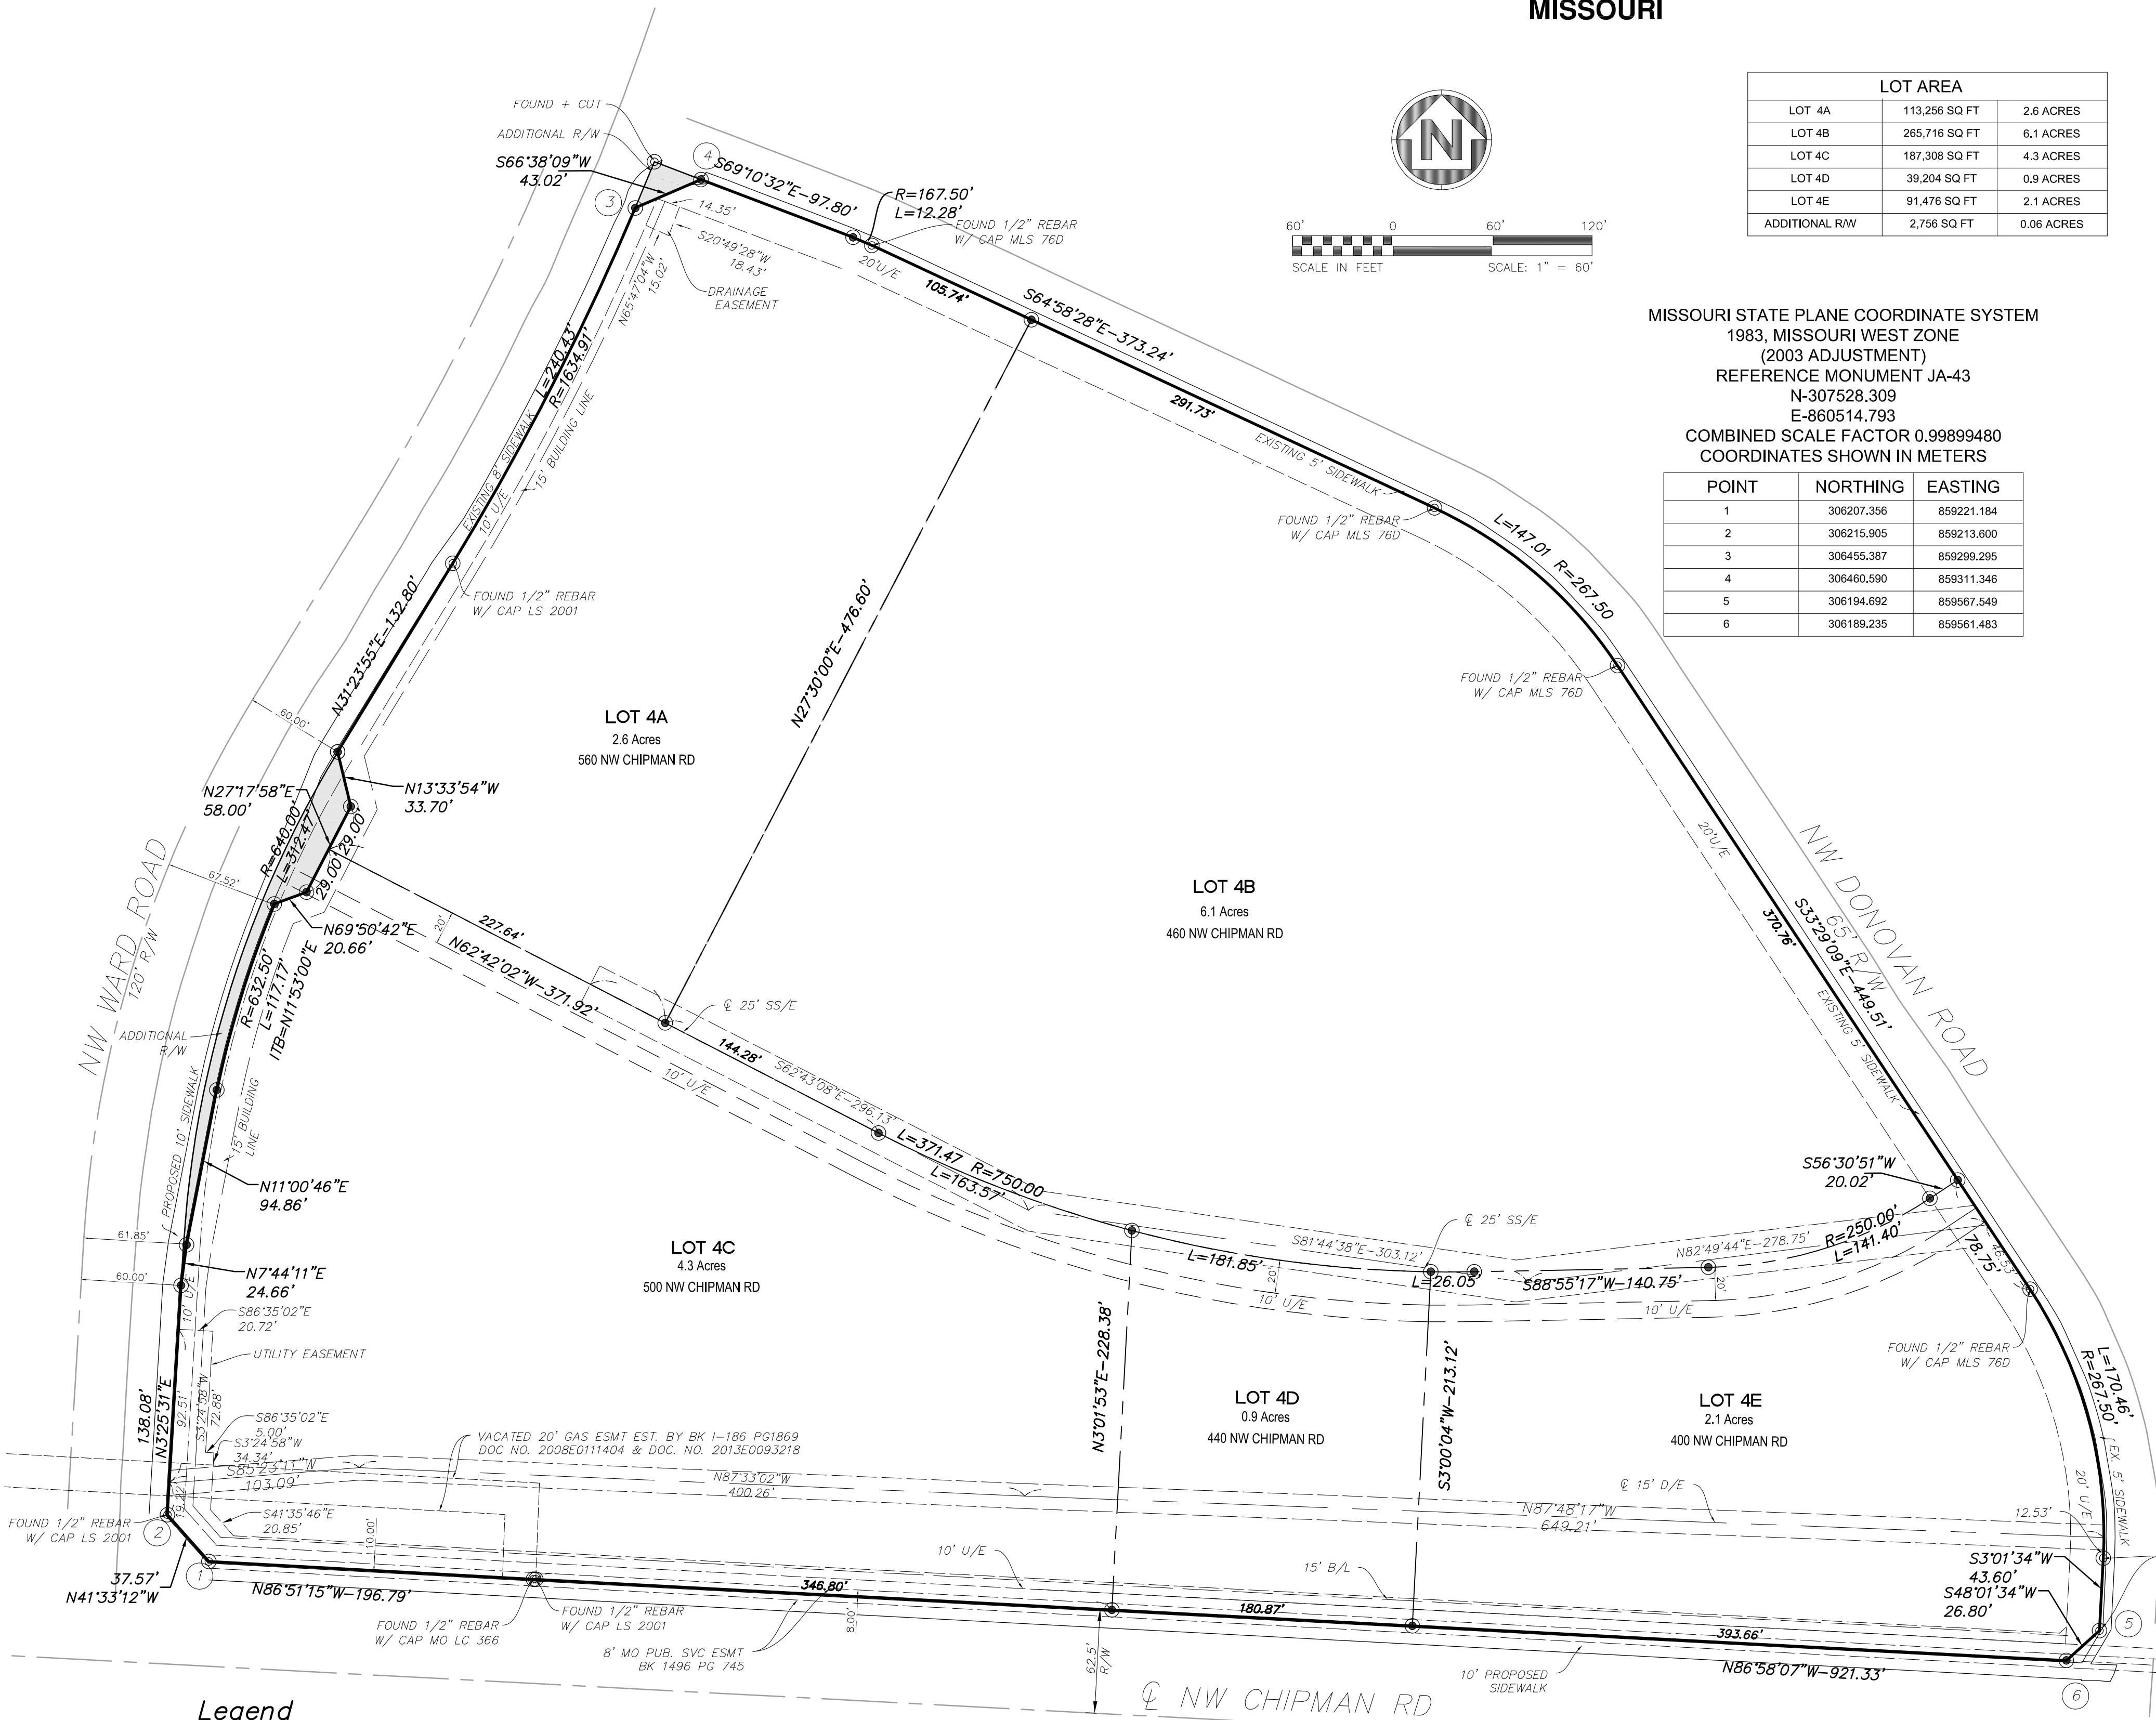 MISSOURI
LOT AREA
LOT 4A 113,256 SQ FT 2.6 ACRES
LOT 4B 265,716 SQ FT 6.1 ACRES
LOT 4C 187,308 SQ FT 4.3 ACRES
LOT 4D 39,204 SQ FT 0.9 ACRES
LOT 4E 91,476 SQ FT 2.1 ACRES
ADDITIONAL R/W 2,756 SQ FT 0.06 ACRES
N
60' 0 60' 120'
SCALE IN FEET SCALE: 1" = 60'
MISSOURI STATE PLANE COORDINATE SYSTEM
1983, MISSOURI WEST ZONE
(2003 ADJUSTMENT)
REFERENCE MONUMENT JA-43
N-307528.309
E-860514.793
COMBINED SCALE FACTOR 0.99899480
COORDINATES SHOWN IN METERS
POINT NORTHING EASTING
1 306207.356 859221.184
2 306215.905 859213.600
3 306455.387 859299.295
4 306460.590 859311.346
5 306194.692 859567.549
6 306189.235 859561.483
FOUND + CUT
ADDITIONAL R/W
S66°38'09"W
43.02'
3
4
S69°10'32"E-97.80'
R=167.50'
L=12.28'
FOUND 1/2" REBAR
W/ CAP MLS 76D
14.35'
S20°49'28"W
18.43'
N65°47'04"W
15.02'
DRAINAGE
EASEMENT
20'U/E
105.74'
S64°58'28"E-373.24'
291.73'
EXISTING 5' SIDEWALK
FOUND 1/2" REBAR
W/ CAP MLS 76D
L=147.01 R=267.50
FOUND 1/2" REBAR
W/ CAP MLS 76D
L=240.43'
R=1634.91'
EXISTING 8' SIDEWALK
10' U/E
15' BUILDING LINE
FOUND 1/2" REBAR
W/ CAP LS 2001
N31°23'55"E-132.80'
60.00'
N27°30'00"E-476.60'
LOT 4A
2.6 Acres
560 NW CHIPMAN RD
N13°33'54"W
33.70'
N27°17'58"E
58.00'
R=640.00'
L=312.47'
29.00'
29.00'
67.52'
N69°50'42"E
20.66'
NW WARD ROAD
120' R/W
R=632.50'
L=117.17'
ITB=N11°53'00"E
ADDITIONAL
R/W
PROPOSED 10' SIDEWALK
15' BUILDING
LINE
227.64'
20'
N62°42'02"W-371.92'
℄ 25' SS/E
144.28'
S62°43'08"E-296.13'
10' U/E
LOT 4B
6.1 Acres
460 NW CHIPMAN RD
NW DONOVAN ROAD
65' R/W
20'U/E
370.76'
S33°29'09"E-449.51'
EXISTING 5' SIDEWALK
N11°00'46"E
94.86'
61.85'
60.00'
N7°44'11"E
24.66'
10' U/E
S86°35'02"E
20.72'
UTILITY EASEMENT
LOT 4C
4.3 Acres
500 NW CHIPMAN RD
L=371.47 R=750.00
L=163.57'
℄ 25' SS/E
S81°44'38"E-303.12'
L=181.85'
20'
L=26.05'
10' U/E
S88°55'17"W-140.75'
N82°49'44"E-278.75'
R=250.00'
L=141.40'
S56°30'51"W
20.02'
20'
10' U/E
46.53'
78.75'
FOUND 1/2" REBAR
W/ CAP MLS 76D
L=170.46'
R=267.50'
EX. 5' SIDEWALK
20' U/E
138.08'
N3°25'31"E
92.51'
S3°24'58"W
72.88'
S86°35'02"E
5.00'
S3°24'58"W
34.34'
S85°23'11"W
103.09'
19.22'
VACATED 20' GAS ESMT EST. BY BK I-186 PG1869
DOC NO. 2008E0111404 & DOC. NO. 2013E0093218
N87°33'02"W
400.26'
N3°01'53"E-228.38'
LOT 4D
0.9 Acres
440 NW CHIPMAN RD
S3°00'04"W-213.12'
LOT 4E
2.1 Acres
400 NW CHIPMAN RD
℄ 15' D/E
N87°48'17"W
649.21'
12.53'
FOUND 1/2" REBAR
W/ CAP LS 2001
2
S41°35'46"E
20.85'
10.00'
37.57'
N41°33'12"W
1
N86°51'15"W-196.79'
FOUND 1/2" REBAR
W/ CAP MO LC 366
FOUND 1/2" REBAR
W/ CAP LS 2001
346.80'
10' U/E
8.00'
8' MO PUB. SVC ESMT
BK 1496 PG 745
62.5'
R/W
180.87'
15' B/L
S3°01'34"W
43.60'
S48°01'34"W
26.80'
5
393.66'
N86°58'07"W-921.33'
10' PROPOSED
SIDEWALK
6
℄ NW CHIPMAN RD
Legend